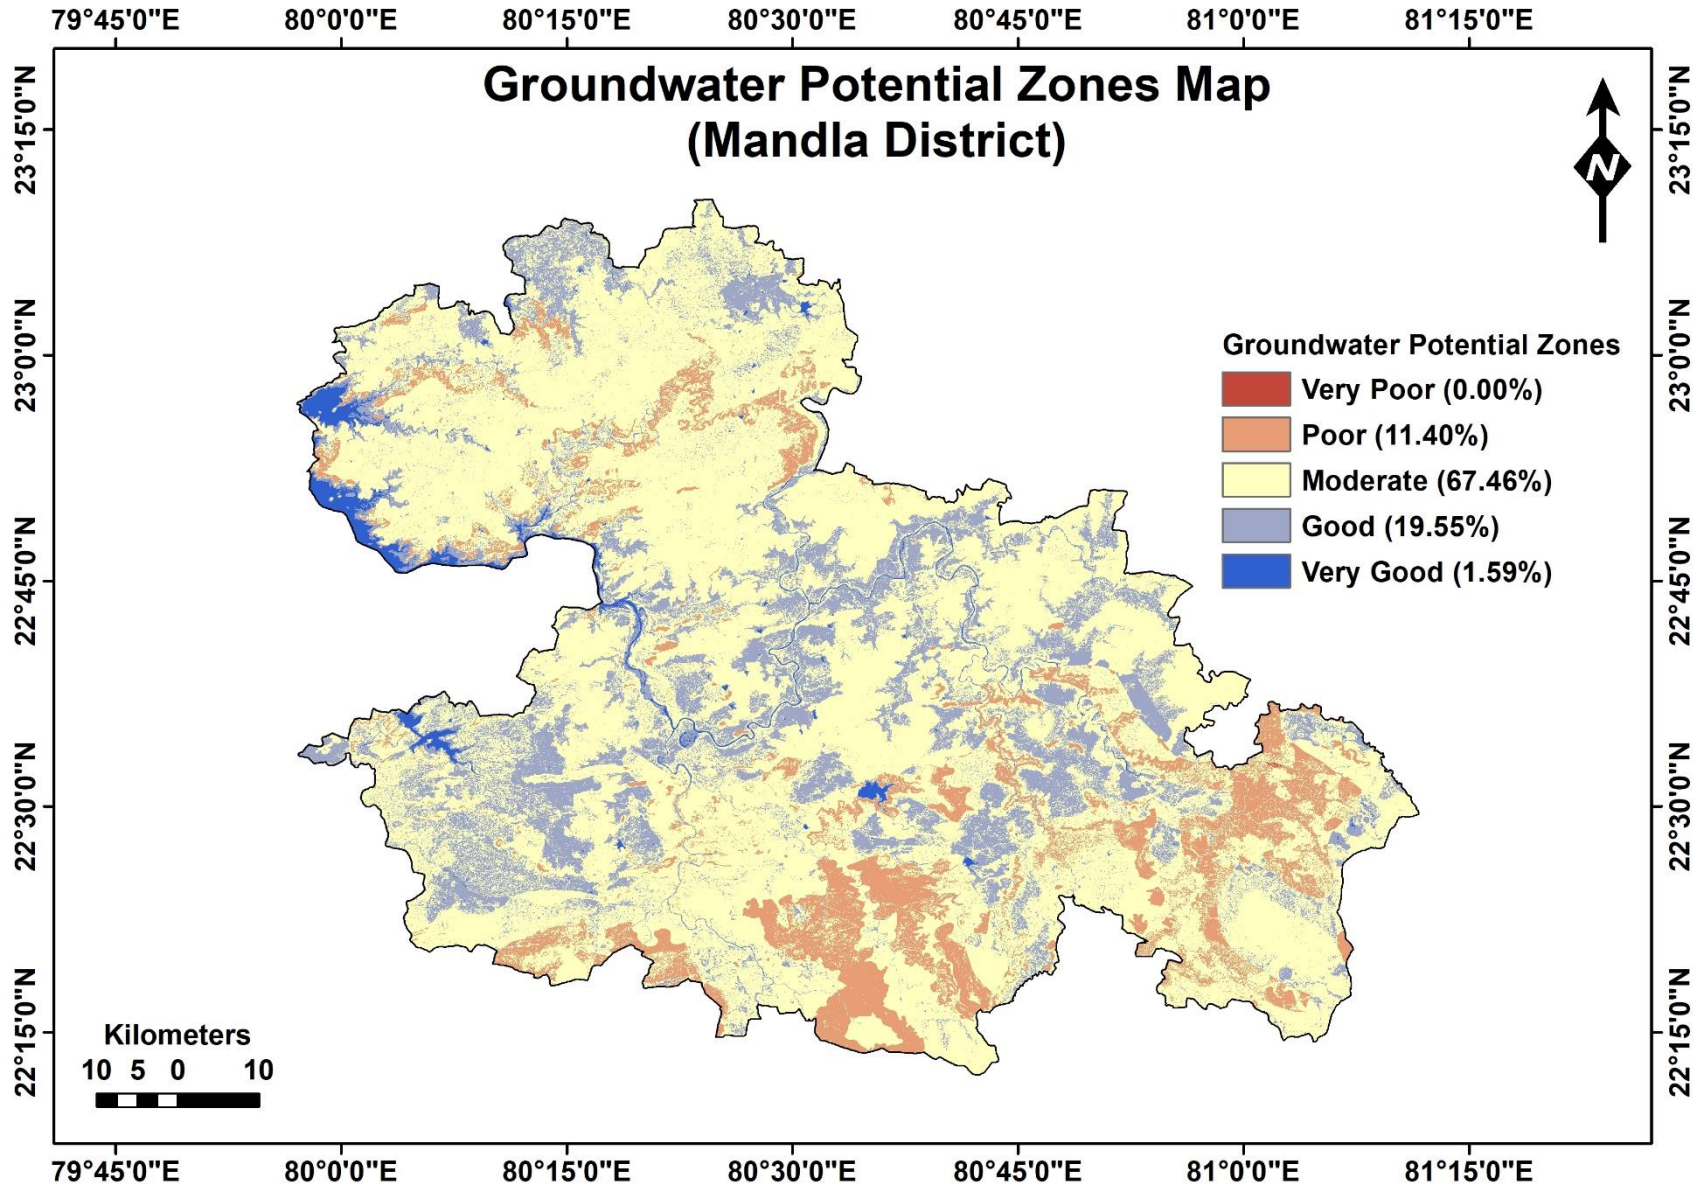 79°45'0"E 80°0'0"E 80°15'0"E 80°30'0"E 80°45'0"E 81°0'0"E 81°15'0"E
Groundwater Potential Zones Map
(Mandla District)
N
23°15'0"N
23°0'0"N
22°45'0"N
22°30'0"N
22°15'0"N
23°15'0"N
23°0'0"N
22°45'0"N
22°30'0"N
22°15'0"N
Groundwater Potential Zones
Very Poor (0.00%)
Poor (11.40%)
Moderate (67.46%)
Good (19.55%)
Very Good (1.59%)
Kilometers
10 5 0 10
79°45'0"E 80°0'0"E 80°15'0"E 80°30'0"E 80°45'0"E 81°0'0"E 81°15'0"E